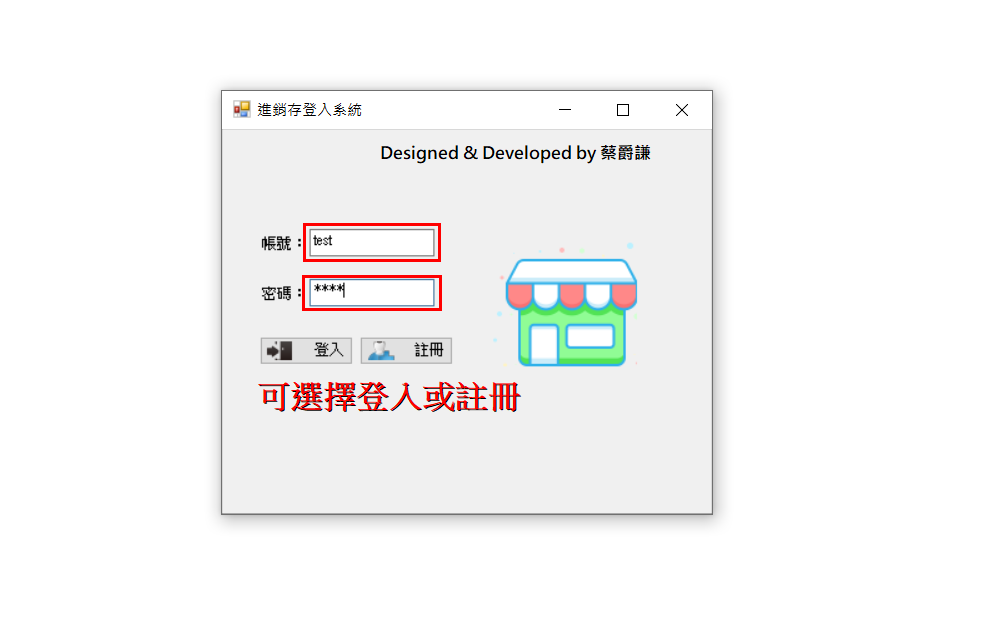 進銷存登入系統
Designed & Developed by 蔡爵謙
帳號：test
密碼：****
登入 註冊
可選擇登入或註冊